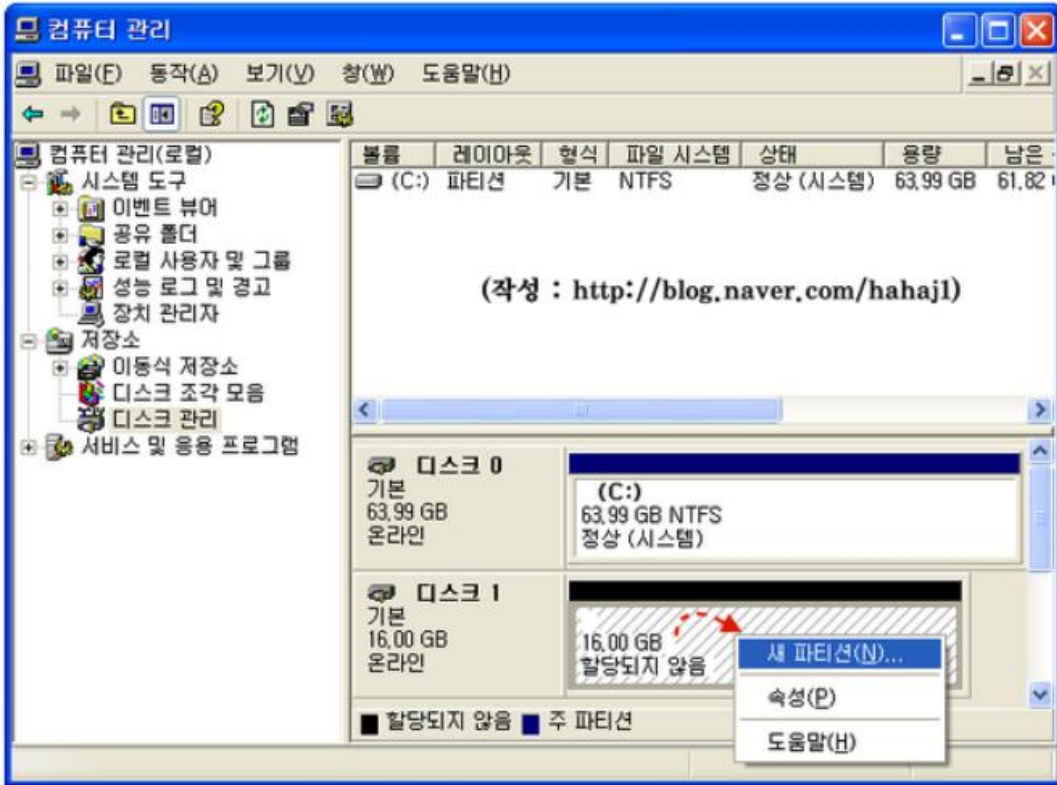 컴퓨터 관리
파일(F) 동작(A) 보기(V) 창(W) 도움말(H)
컴퓨터 관리(로컬)
시스템 도구
이벤트 뷰어
공유 폴더
로컬 사용자 및 그룹
성능 로그 및 경고
장치 관리자
저장소
이동식 저장소
디스크 조각 모음
디스크 관리
서비스 및 응용 프로그램
볼륨 레이아웃 형식 파일 시스템 상태 용량 남은
(C:) 파티션 기본 NTFS 정상 (시스템) 63,99 GB 61,82
(작성 : http://blog.naver.com/hahaj1)
디스크 0
기본
63,99 GB
온라인
(C:)
63,99 GB NTFS
정상 (시스템)
디스크 1
기본
16,00 GB
온라인
16,00 GB
할당되지 않음
새 파티션(N)...
속성(P)
도움말(H)
할당되지 않음 주 파티션